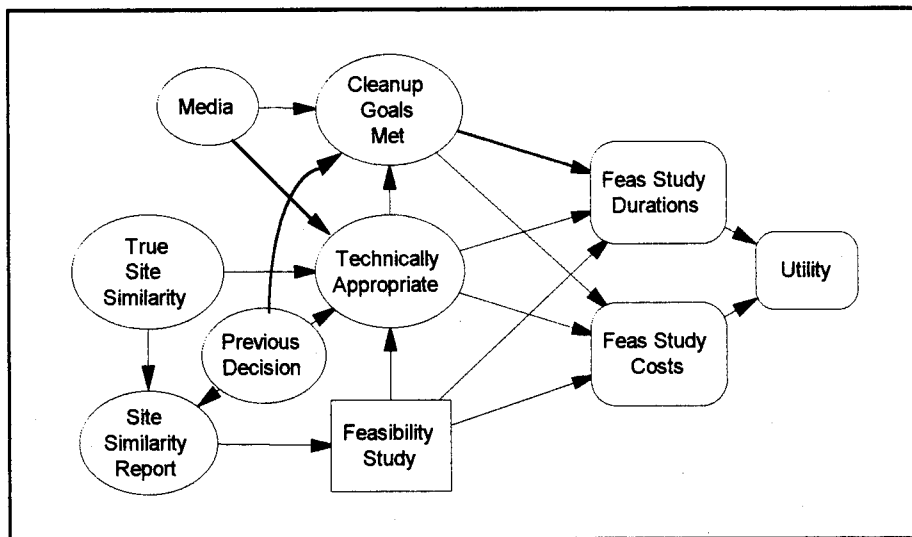 Media
Cleanup
Goals
Met
Feas Study
Durations
True
Site
Similarity
Technically
Appropriate
Utility
Previous
Decision
Feas Study
Costs
Site
Similarity
Report
Feasibility
Study